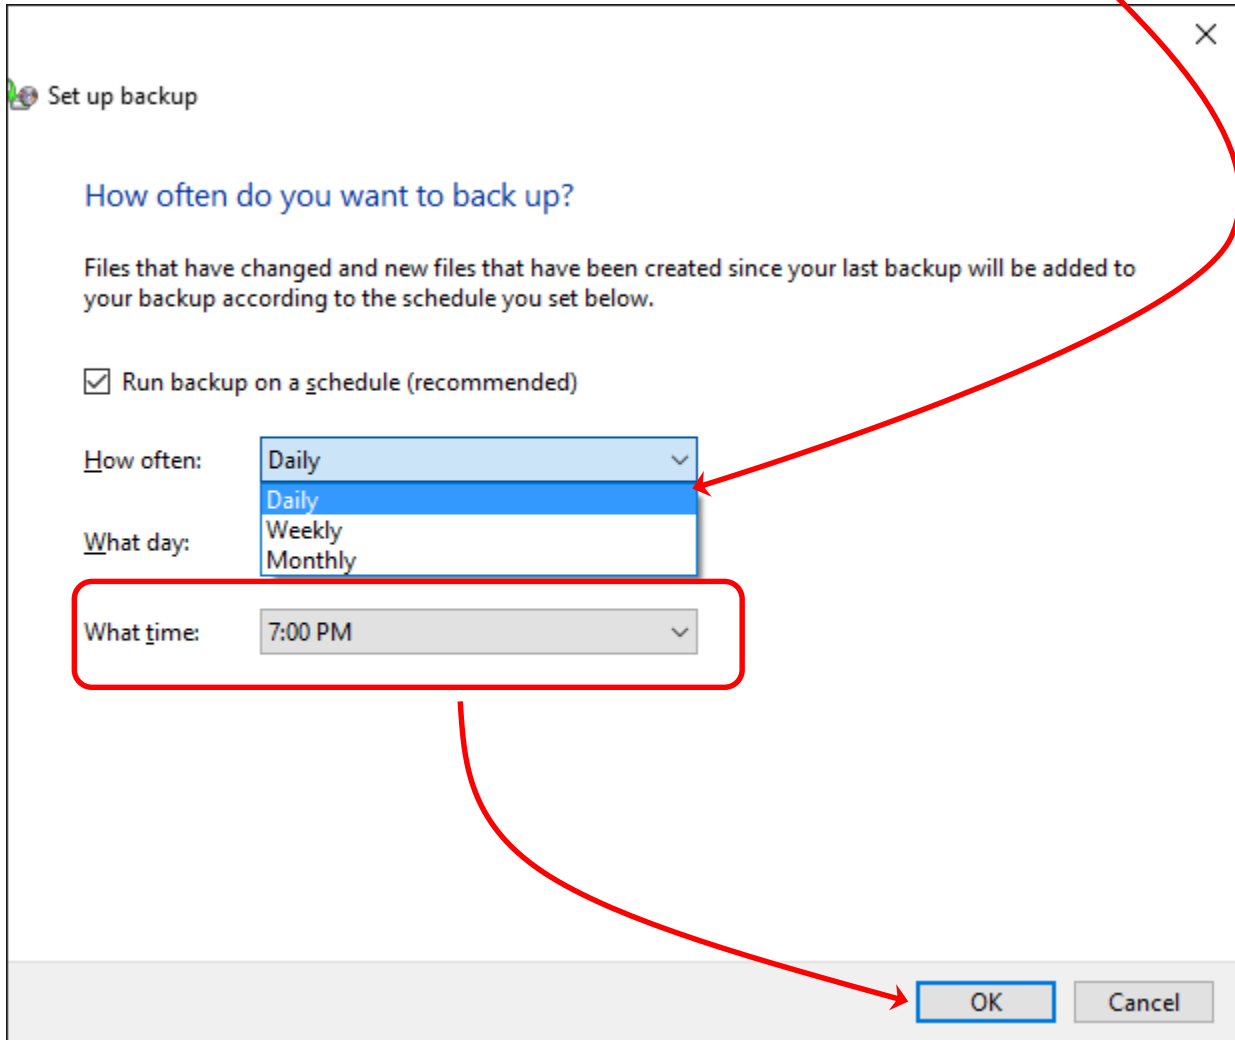 Set up backup
How often do you want to back up?
Files that have changed and new files that have been created since your last backup will be added to
your backup according to the schedule you set below.
Run backup on a schedule (recommended)
How often:
Daily
Daily
Weekly
What day:
Monthly
What time:
7:00 PM
OK
Cancel